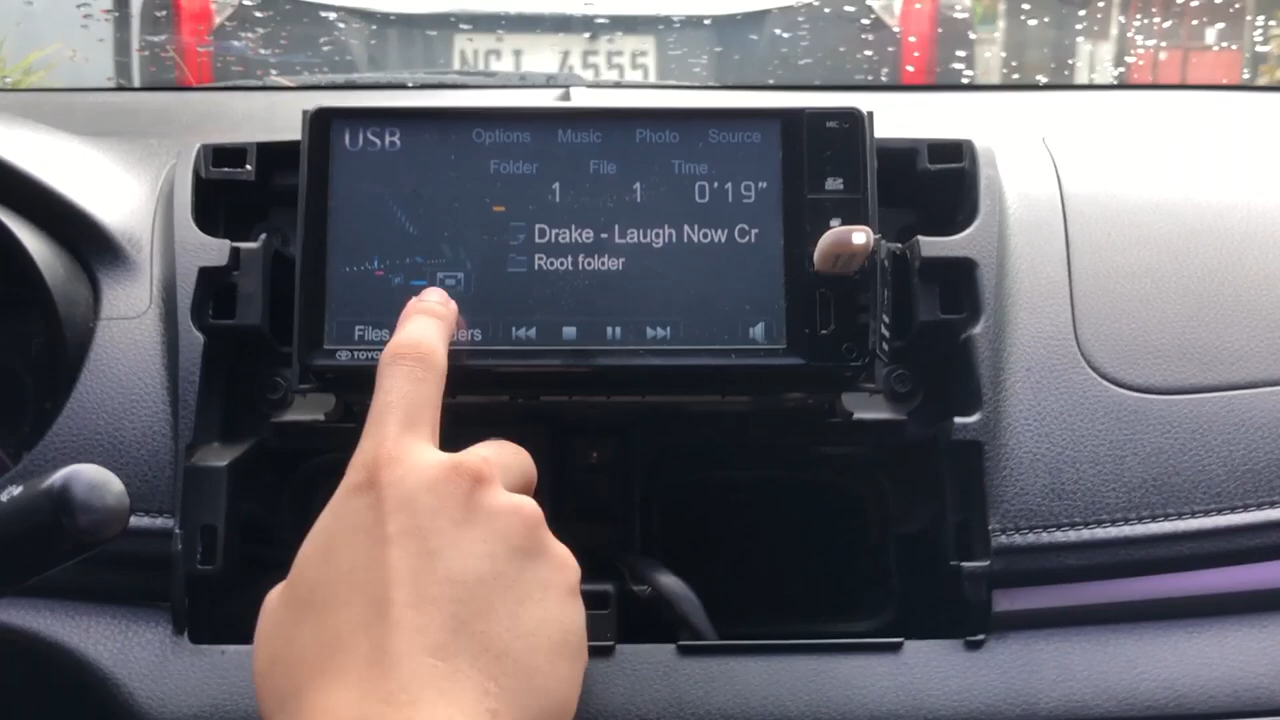 NCI 4555
USB Options Music Photo Source
MIC
Folder File Time
1 1 0'19"
Drake - Laugh Now Cr
Root folder
Files ders
TOYO